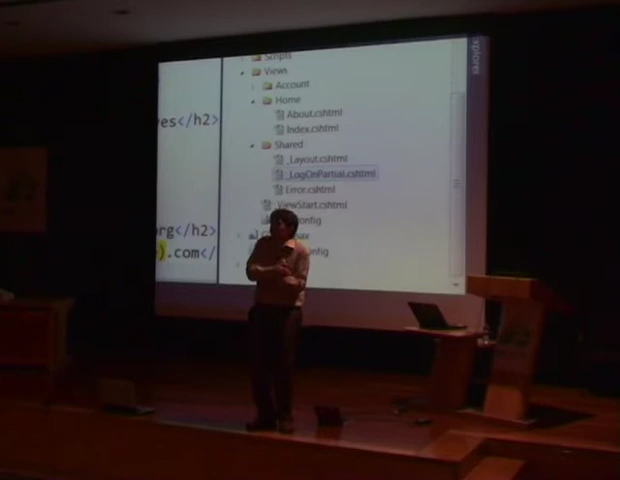 es</h2>
rg</h2>
).com</
Scripts
Views
Account
Home
About.cshtml
Index.cshtml
Shared
_Layout.cshtml
_LogOnPartial.cshtml
Error.cshtml
_ViewStart.cshtml
onfig